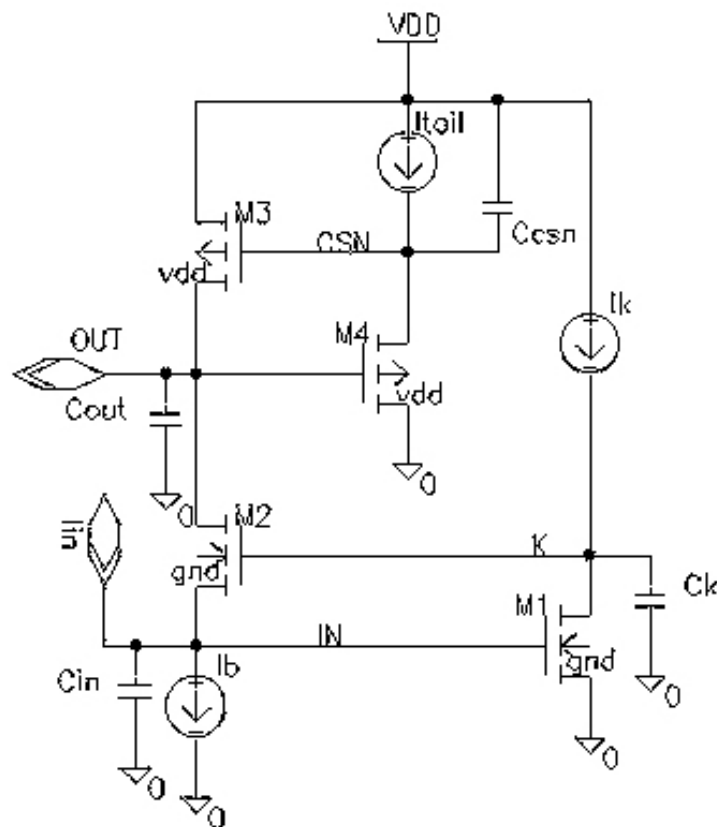 VDD
Itail
M3
CSN
Ccsn
vdd
Ik
OUT
M4
Cout
vdd
0
0
M2
Iin
K
gnd
Ck
M1
IN
gnd
Cin
Ib
0
0
0
0